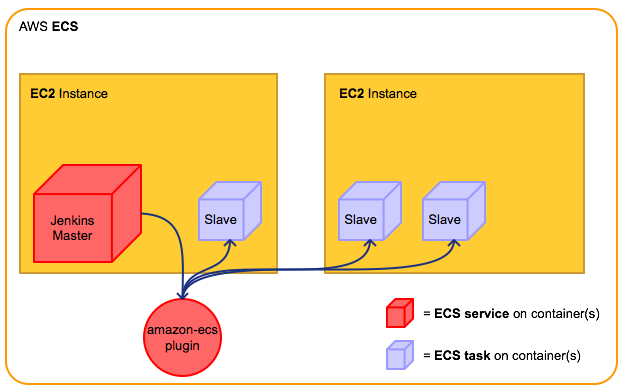 AWS ECS
EC2 Instance
EC2 Instance
Jenkins
Master
Slave
Slave
Slave
amazon-ecs
plugin
= ECS service on container(s)
= ECS task on container(s)